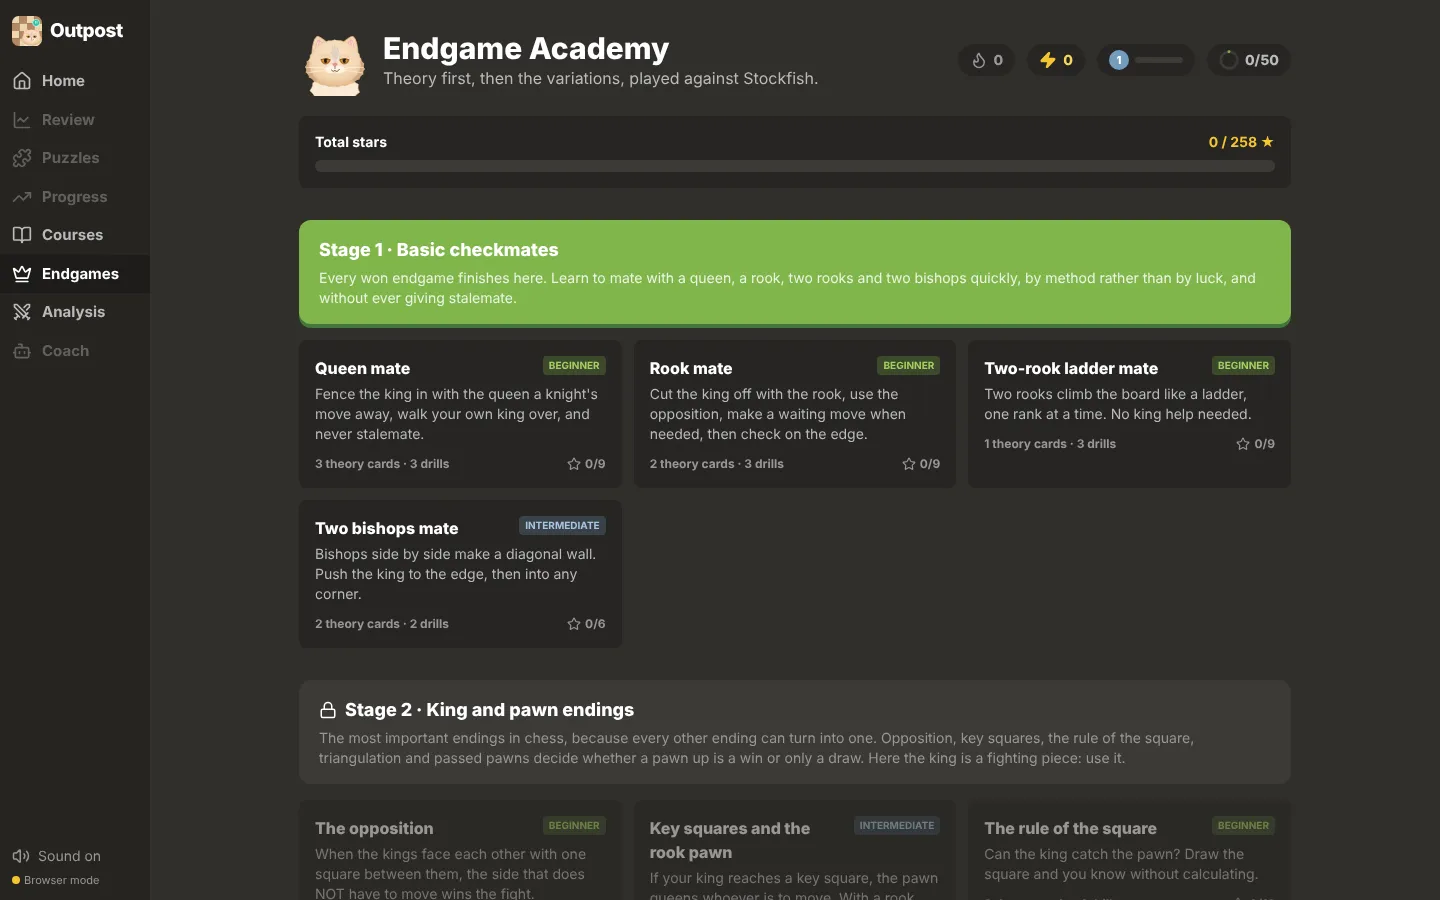 Outpost
Home
Review
Puzzles
Progress
Courses
Endgames
Analysis
Coach
Sound on
Browser mode
Endgame Academy
Theory first, then the variations, played against Stockfish.
0
0
1
0/50
Total stars
0 / 258 ★
Stage 1 · Basic checkmates
Every won endgame finishes here. Learn to mate with a queen, a rook, two rooks and two bishops quickly, by method rather than by luck, and
without ever giving stalemate.
Queen mate
BEGINNER
Fence the king in with the queen a knight's
move away, walk your own king over, and
never stalemate.
3 theory cards · 3 drills
0/9
Rook mate
BEGINNER
Cut the king off with the rook, use the
opposition, make a waiting move when
needed, then check on the edge.
2 theory cards · 3 drills
0/9
Two-rook ladder mate
BEGINNER
Two rooks climb the board like a ladder,
one rank at a time. No king help needed.
1 theory cards · 3 drills
0/9
Two bishops mate
INTERMEDIATE
Bishops side by side make a diagonal wall.
Push the king to the edge, then into any
corner.
2 theory cards · 2 drills
0/6
Stage 2 · King and pawn endings
The most important endings in chess, because every other ending can turn into one. Opposition, key squares, the rule of the square,
triangulation and passed pawns decide whether a pawn up is a win or only a draw. Here the king is a fighting piece: use it.
The opposition
BEGINNER
When the kings face each other with one
square between them, the side that does
NOT have to move wins the fight.
Key squares and the
rook pawn
INTERMEDIATE
If your king reaches a key square, the pawn
queens whoever is to move. With a rook
The rule of the square
BEGINNER
Can the king catch the pawn? Draw the
square and you know without calculating.